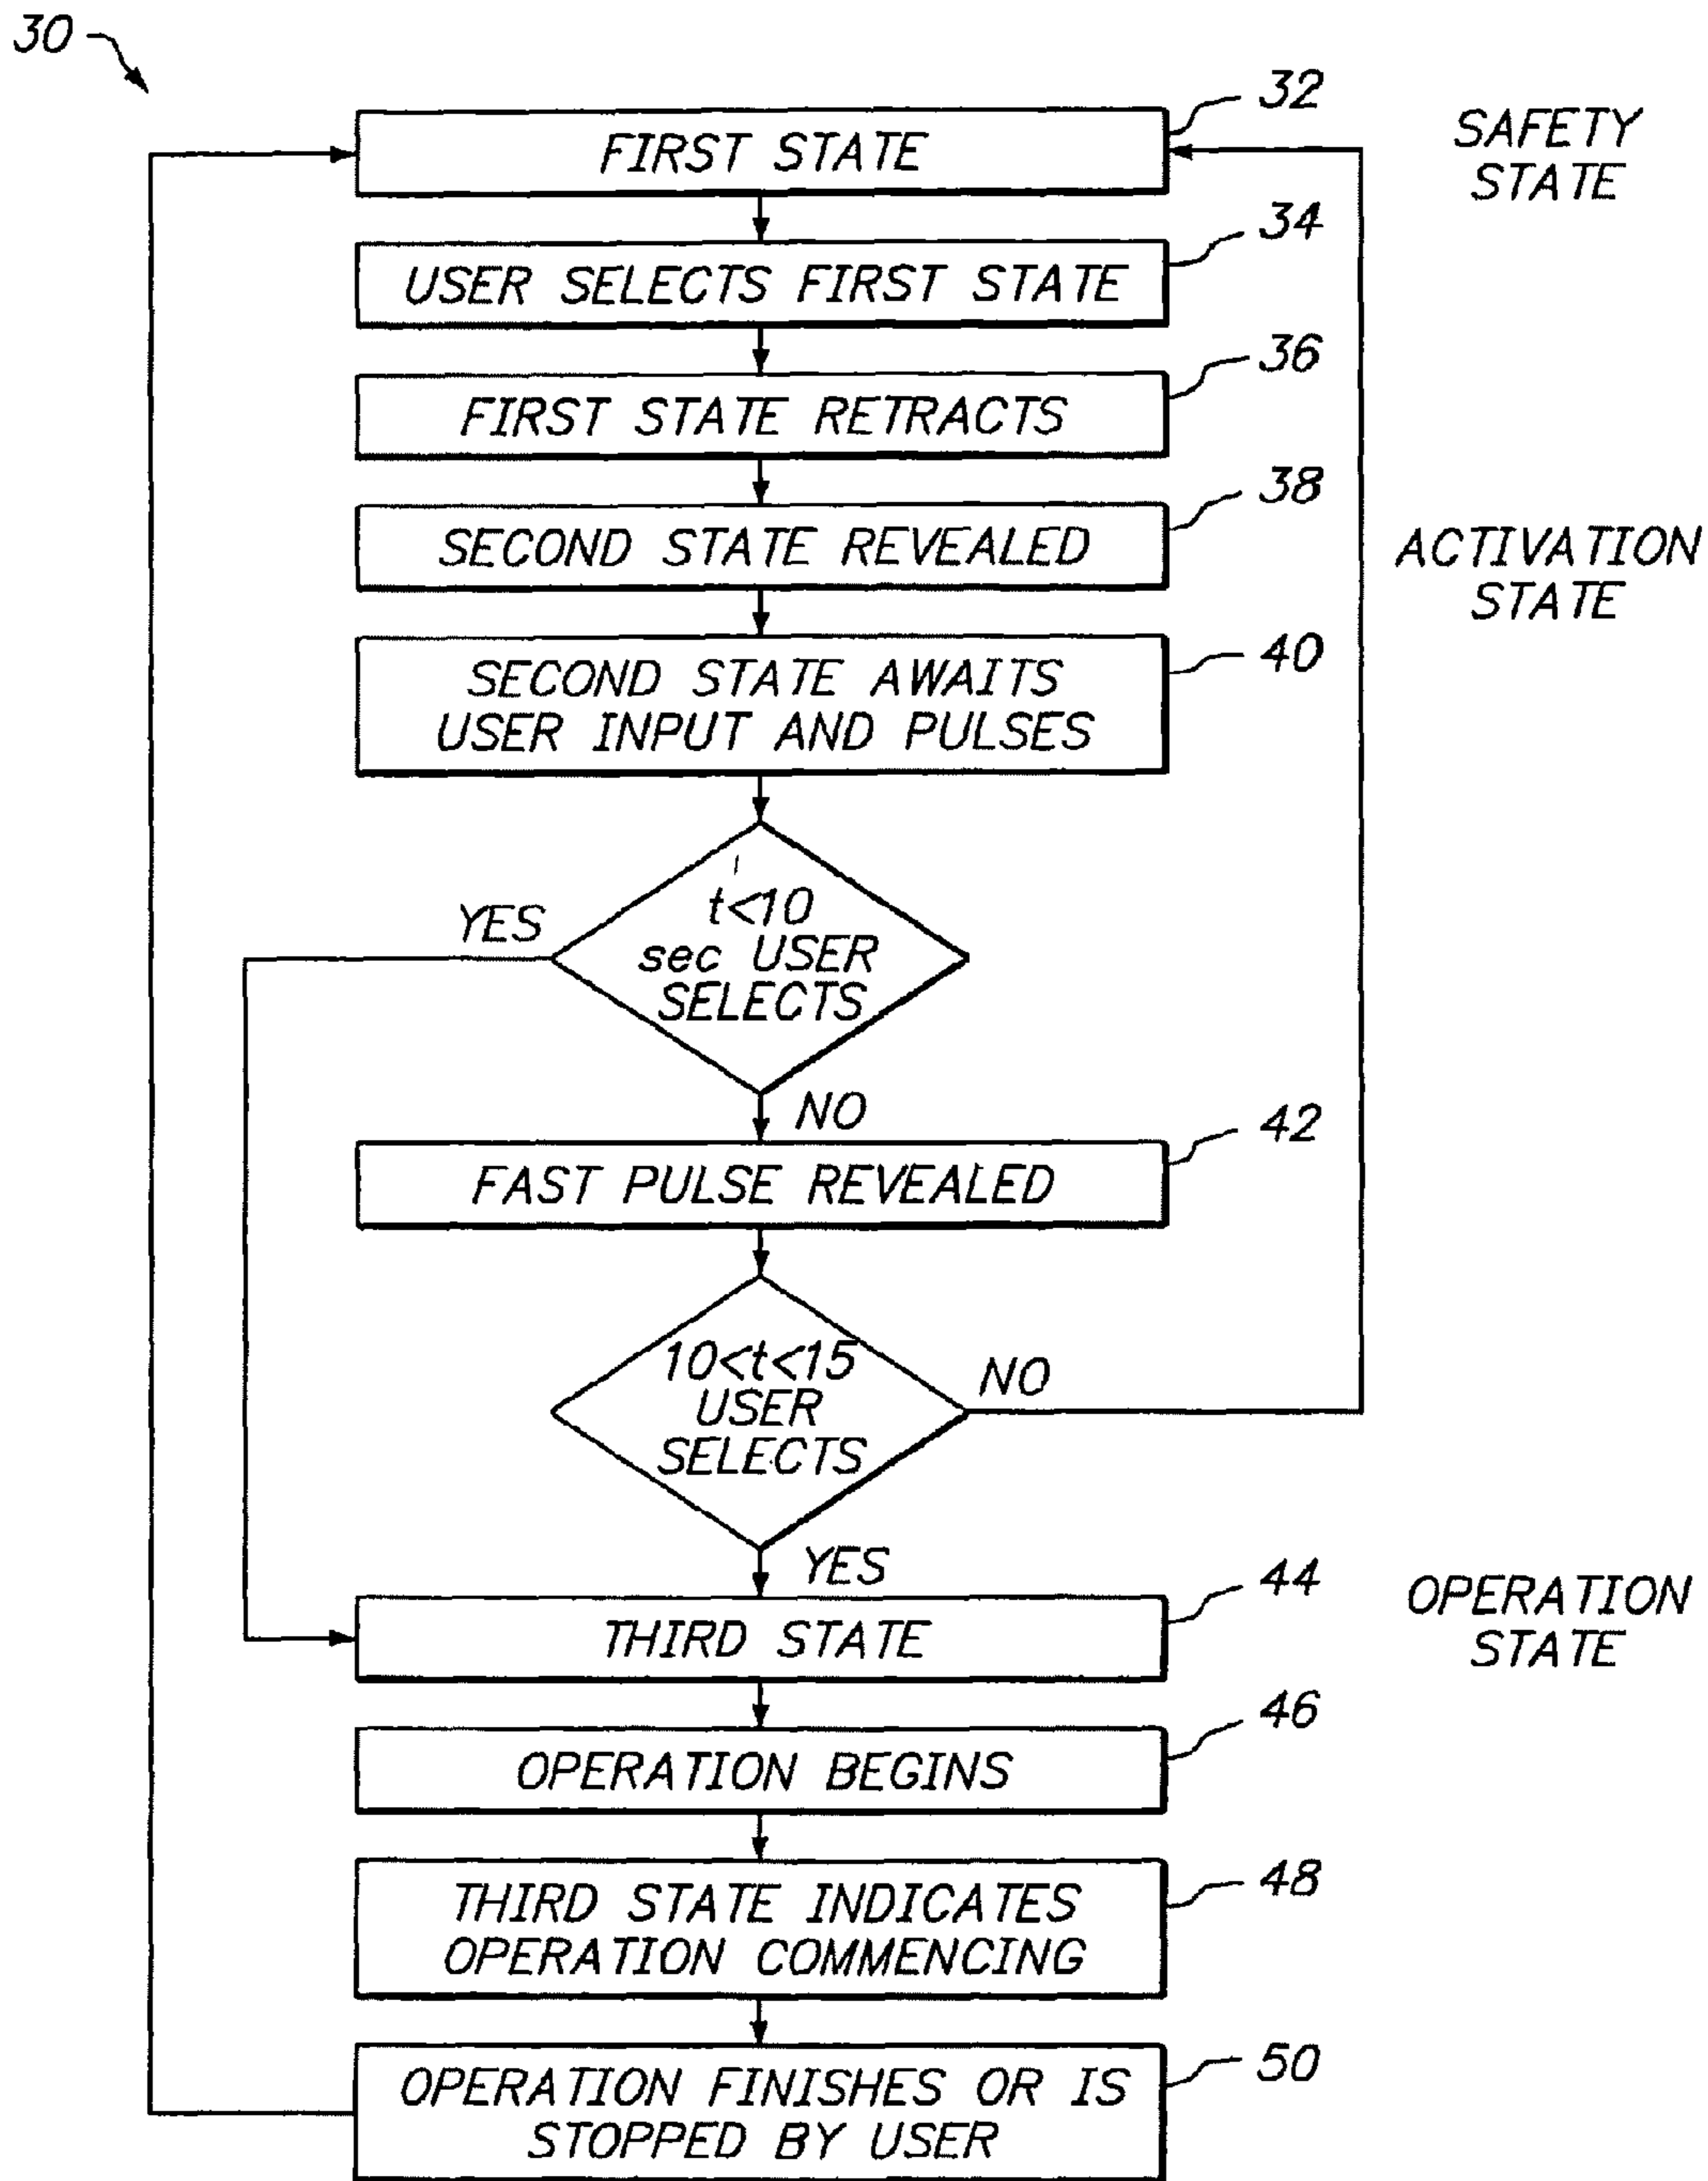 30
32
FIRST STATE
SAFETY
STATE
34
USER SELECTS FIRST STATE
36
FIRST STATE RETRACTS
38
SECOND STATE REVEALED
ACTIVATION
STATE
40
SECOND STATE AWAITS
USER INPUT AND PULSES
t<10
sec USER
SELECTS
YES
NO
42
FAST PULSE REVEALED
10<t<15
USER
SELECTS
NO
YES
44
THIRD STATE
OPERATION
STATE
46
OPERATION BEGINS
48
THIRD STATE INDICATES
OPERATION COMMENCING
50
OPERATION FINISHES OR IS
STOPPED BY USER